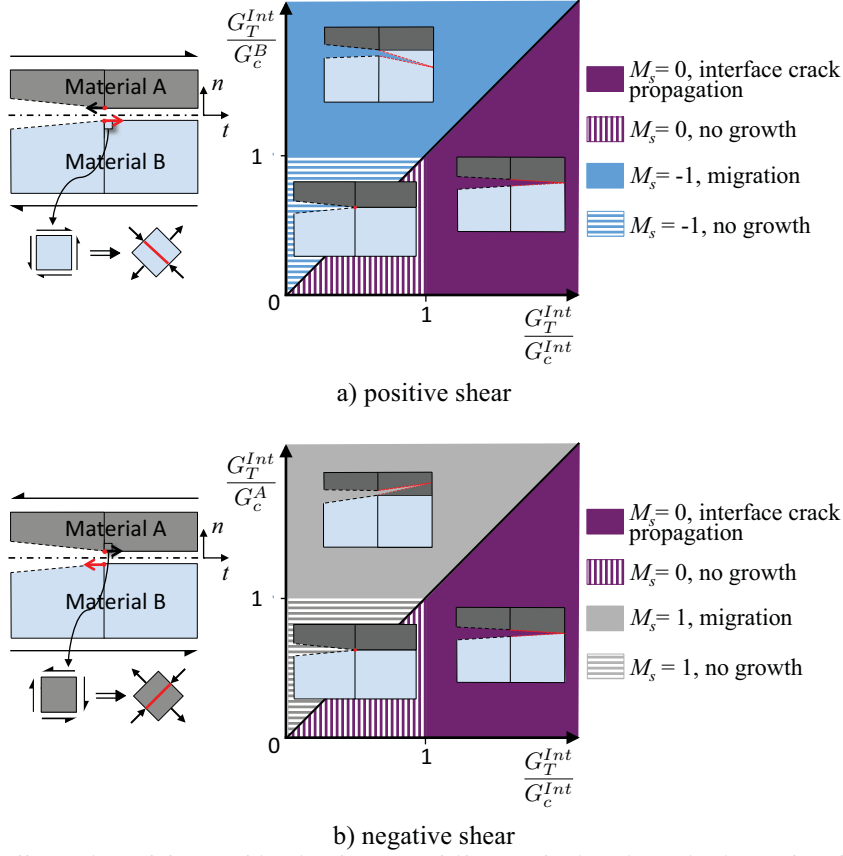 Material A
n
t
Material B
G_T^{Int} / G_c^B
1
0
1
G_T^{Int} / G_c^{Int}
M_s = 0, interface crack
propagation
M_s = 0, no growth
M_s = -1, migration
M_s = -1, no growth
a) positive shear
Material A
n
t
Material B
G_T^{Int} / G_c^A
1
0
1
G_T^{Int} / G_c^{Int}
M_s = 0, interface crack
propagation
M_s = 0, no growth
M_s = 1, migration
M_s = 1, no growth
b) negative shear